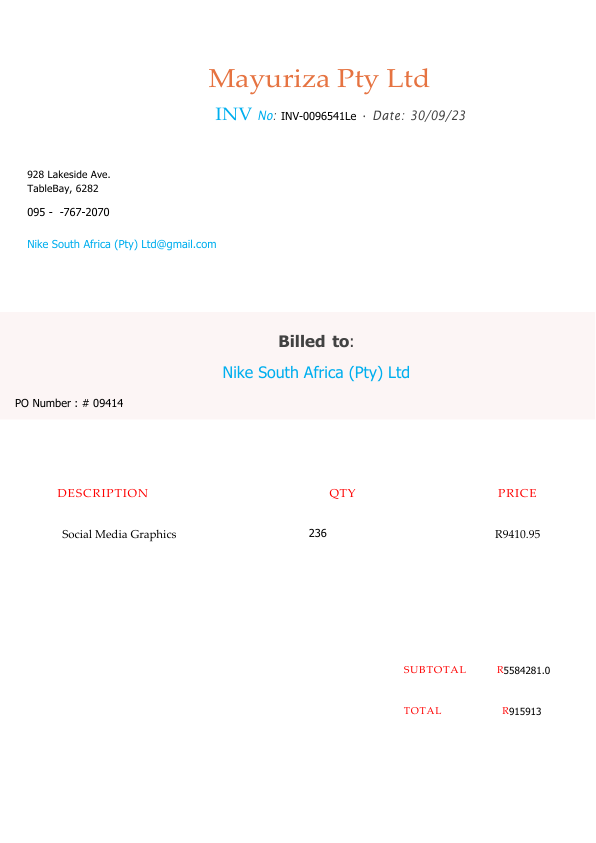 Mayuriza Pty Ltd
INV No: INV-0096541Le · Date: 30/09/23
928 Lakeside Ave.
TableBay, 6282
095 - -767-2070
Nike South Africa (Pty) Ltd@gmail.com
Billed to:
Nike South Africa (Pty) Ltd
PO Number : # 09414
DESCRIPTION QTY PRICE
Social Media Graphics 236 R9410.95
SUBTOTAL R5584281.0
TOTAL R915913